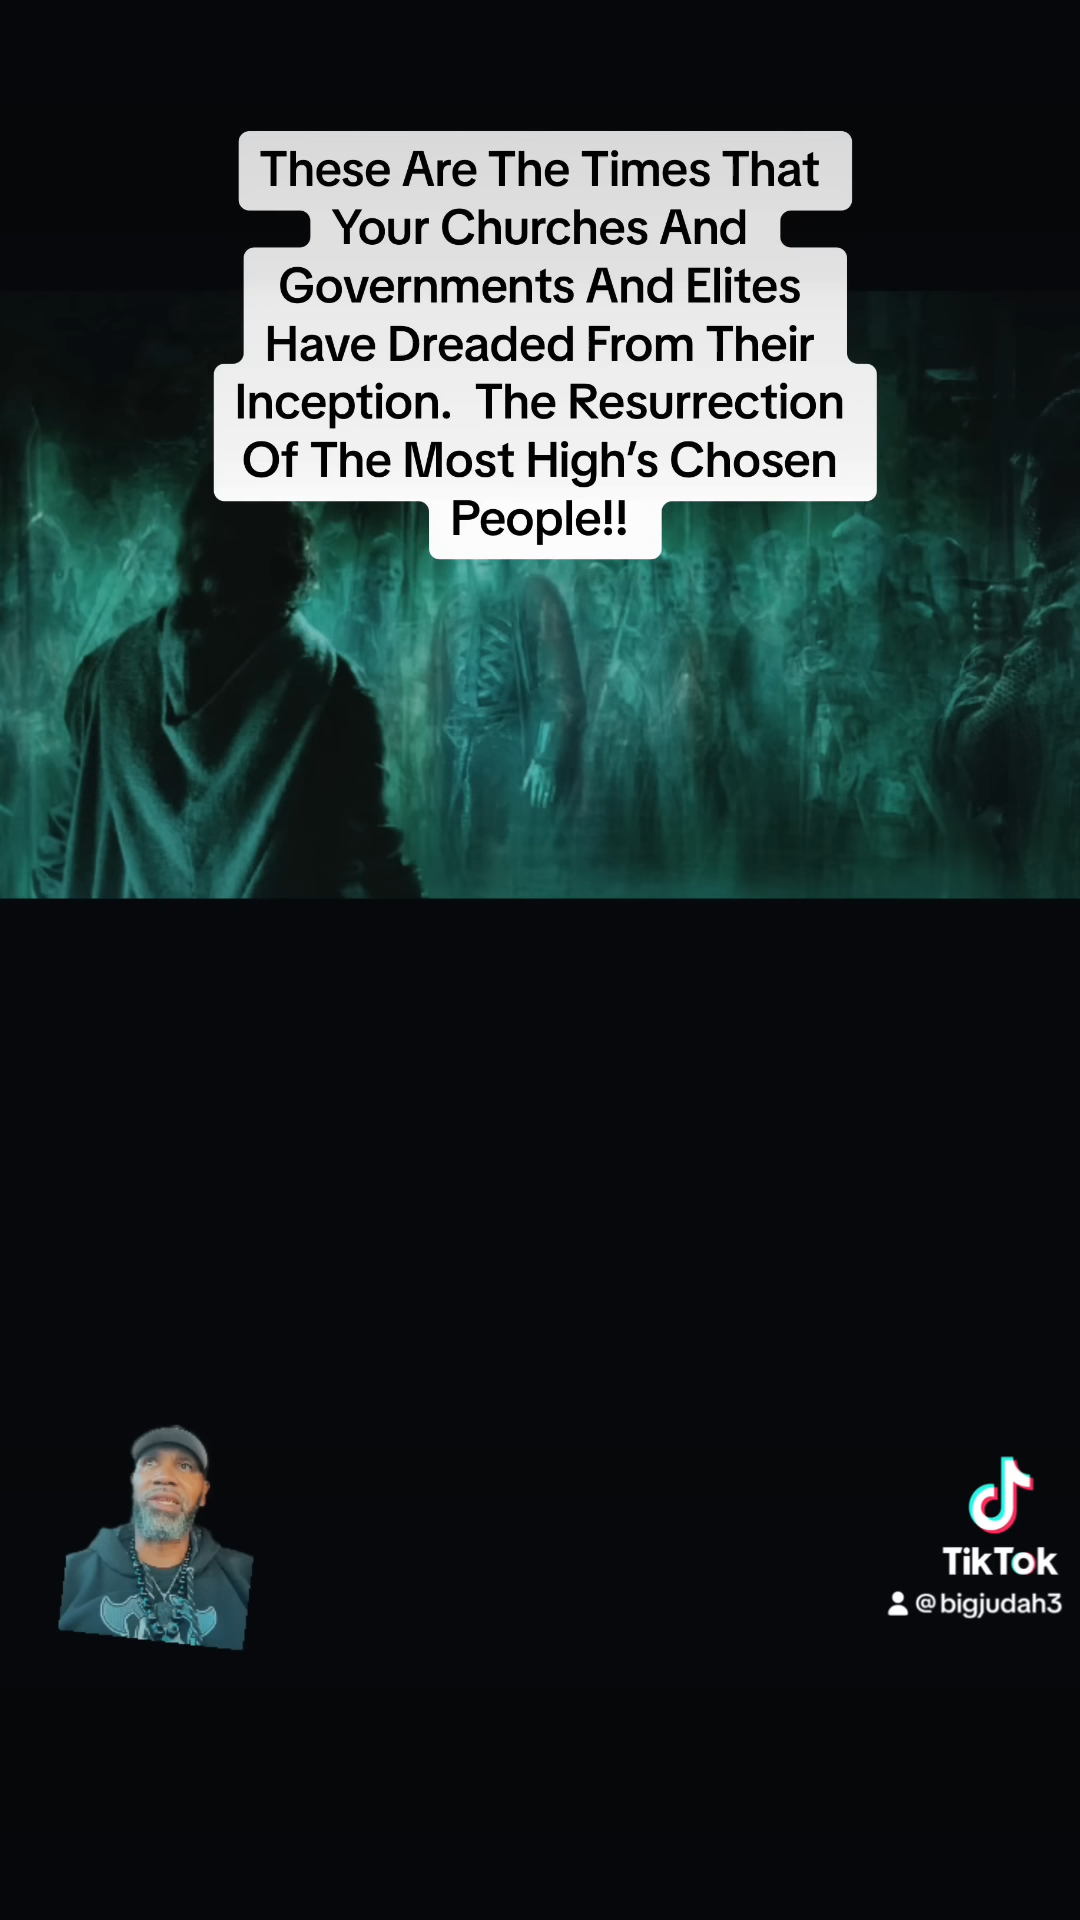 These Are The Times That
Your Churches And
Governments And Elites
Have Dreaded From Their
Inception.  The Resurrection
Of The Most High’s Chosen
People!!
TikTok
@bigjudah3